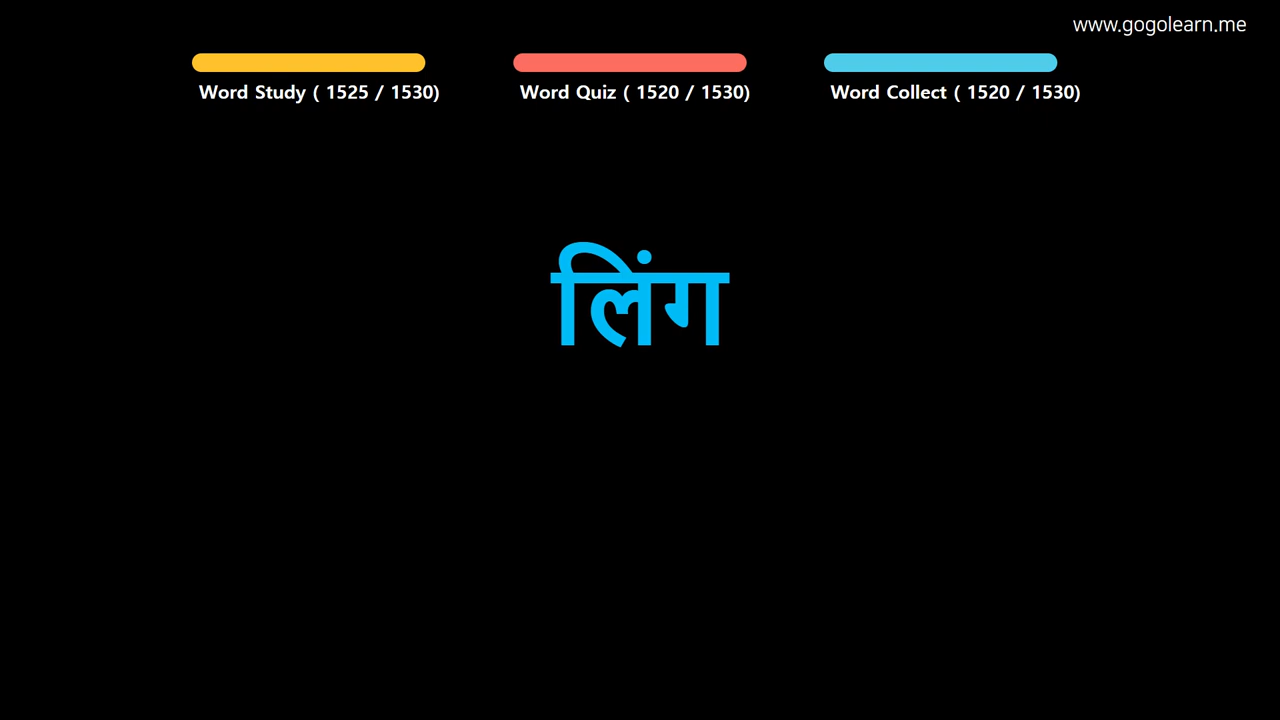 www.gogolearn.me
Word Study ( 1525 / 1530)
Word Quiz ( 1520 / 1530)
Word Collect ( 1520 / 1530)
लिंग